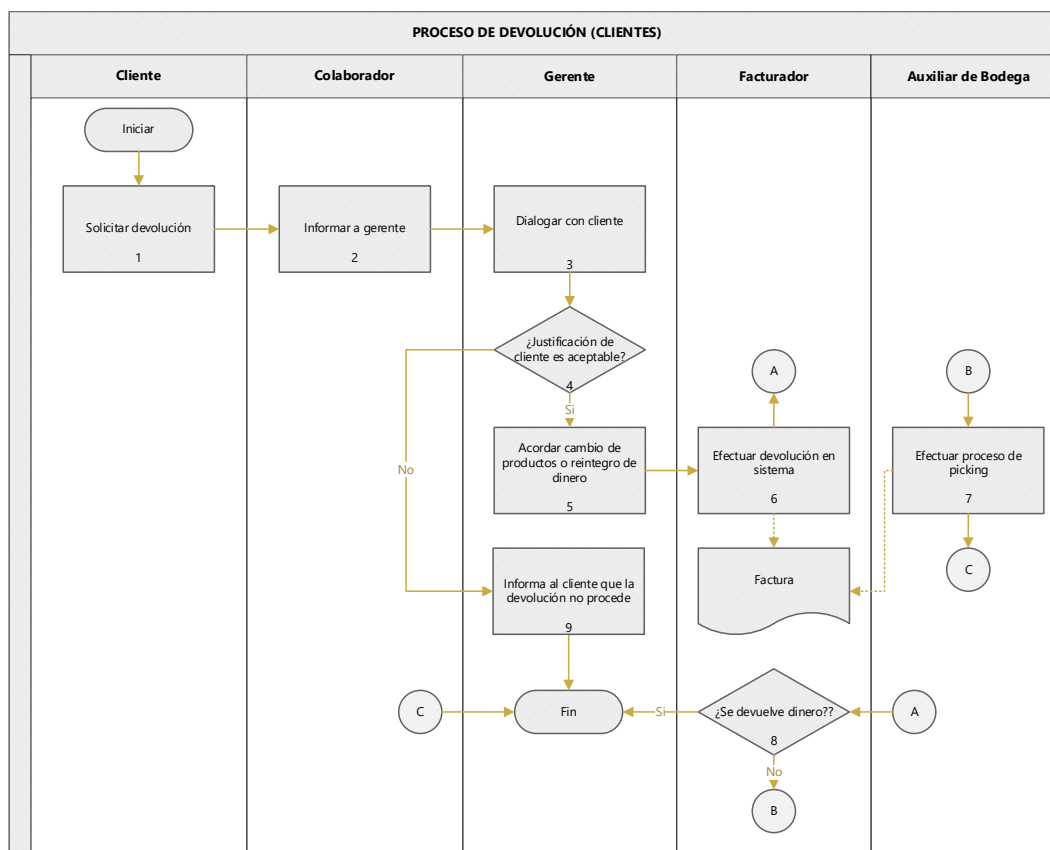 PROCESO DE DEVOLUCIÓN (CLIENTES)
Cliente
Colaborador
Gerente
Facturador
Auxiliar de Bodega
Iniciar
Solicitar devolución
1
Informar a gerente
2
Dialogar con cliente
3
¿Justificación de
cliente es aceptable?
4
Si
No
A
B
Acordar cambio de
productos o reintegro de
dinero
5
Efectuar devolución en
sistema
6
Efectuar proceso de
picking
7
C
Informa al cliente que la
devolución no procede
9
Factura
C
Fin
Si
¿Se devuelve dinero??
8
A
No
B